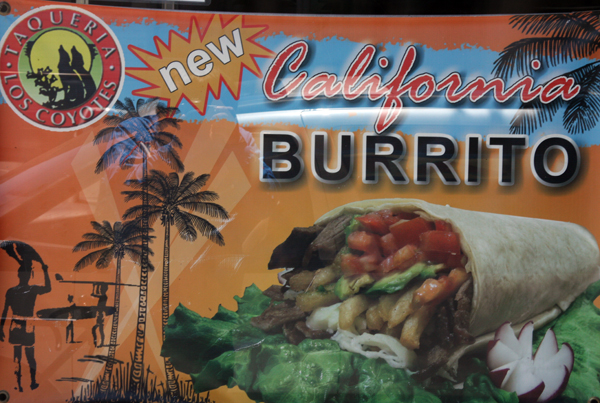 TAQUERIA
LOS COYOTES
new
California
BURRITO